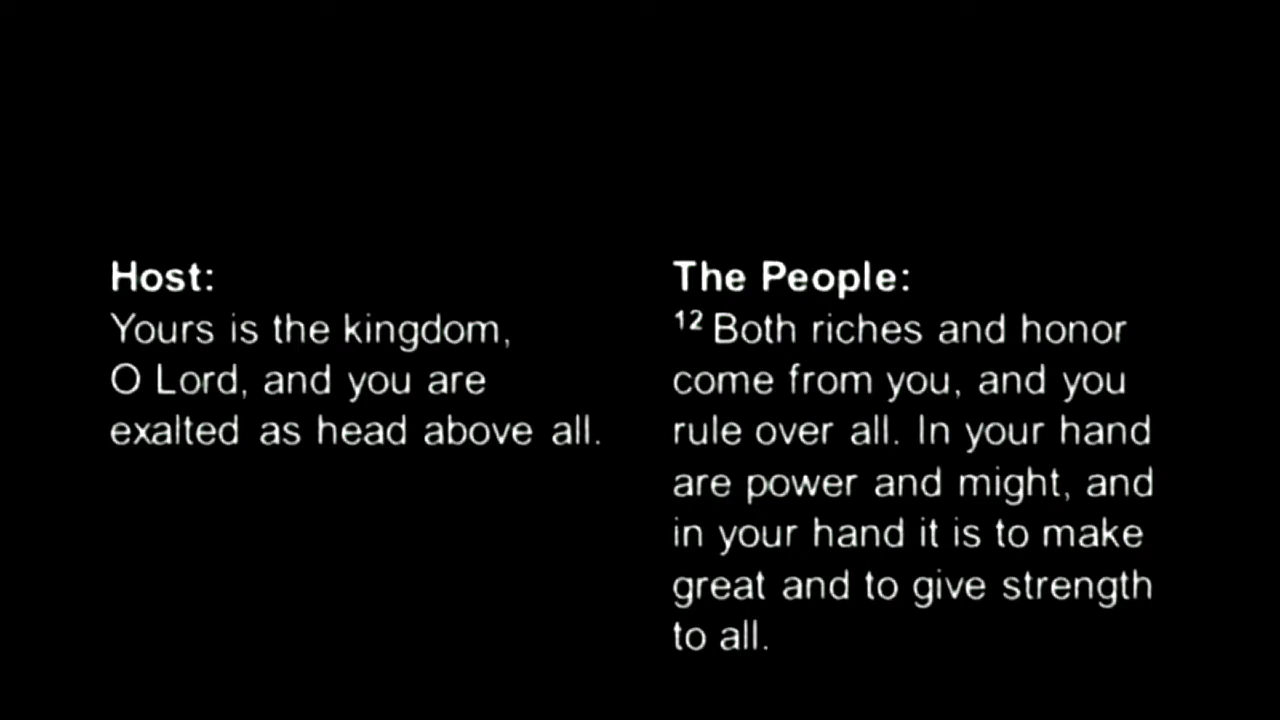 Host:
Yours is the kingdom,
O Lord, and you are
exalted as head above all.
The People:
¹² Both riches and honor
come from you, and you
rule over all. In your hand
are power and might, and
in your hand it is to make
great and to give strength
to all.